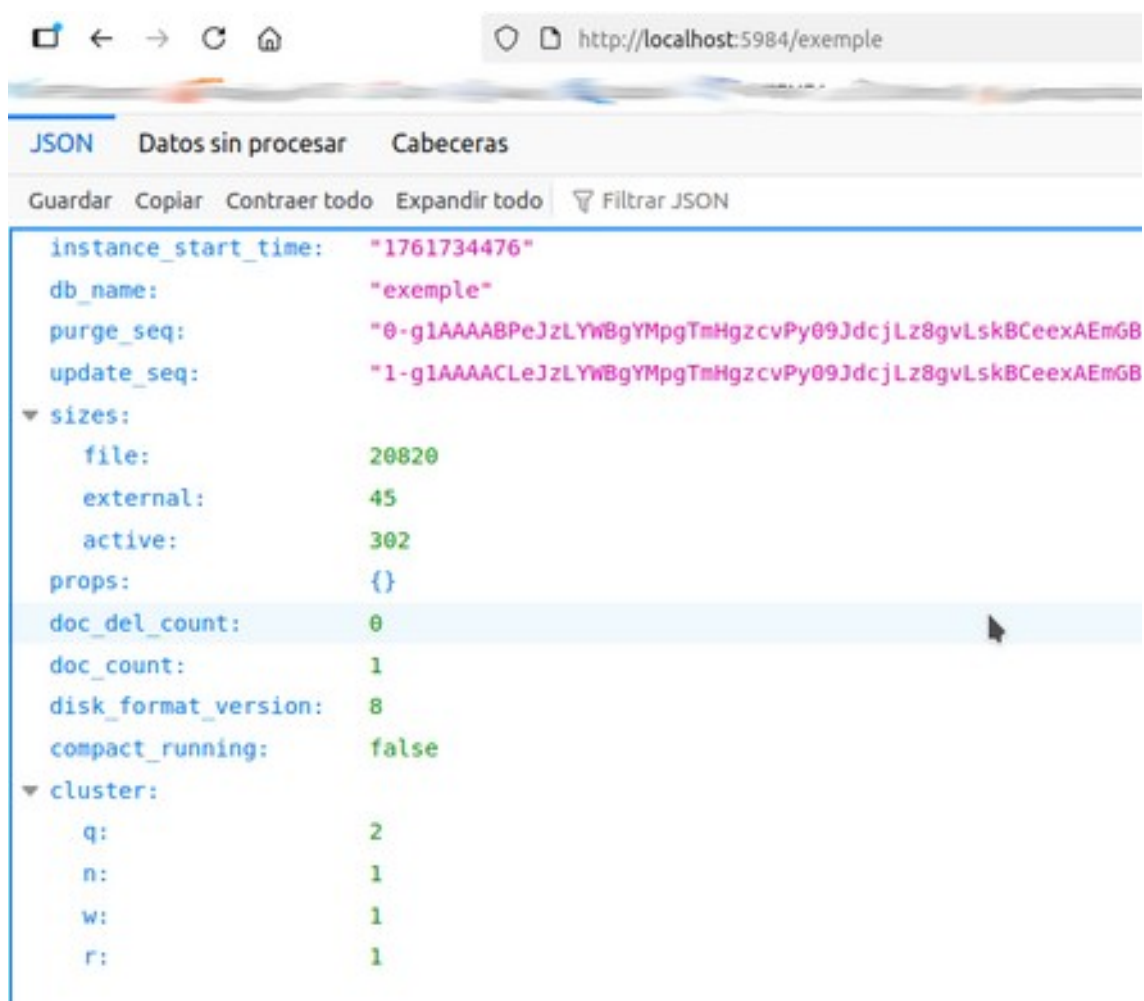 http://localhost:5984/exemple
JSON Datos sin procesar Cabeceras
Guardar Copiar Contraer todo Expandir todo Filtrar JSON
instance_start_time: "1761734476"
db_name: "exemple"
purge_seq: "0-g1AAAABPeJzLYWBgYMpgTmHgzcvPy09JdcjLz8gvLskBCeexAEmGB
update_seq: "1-g1AAAACLeJzLYWBgYMpgTmHgzcvPy09JdcjLz8gvLskBCeexAEmGB
sizes:
file: 20820
external: 45
active: 302
props: {}
doc_del_count: 0
doc_count: 1
disk_format_version: 8
compact_running: false
cluster:
q: 2
n: 1
w: 1
r: 1